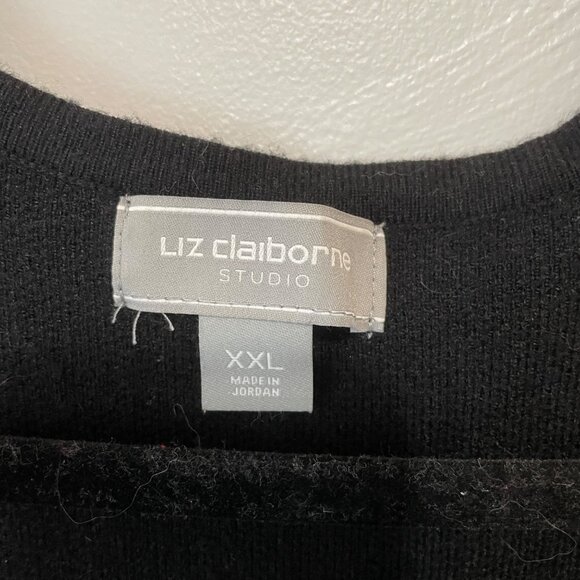 LIZ claiborne
STUDIO
XXL
MADE IN
JORDAN